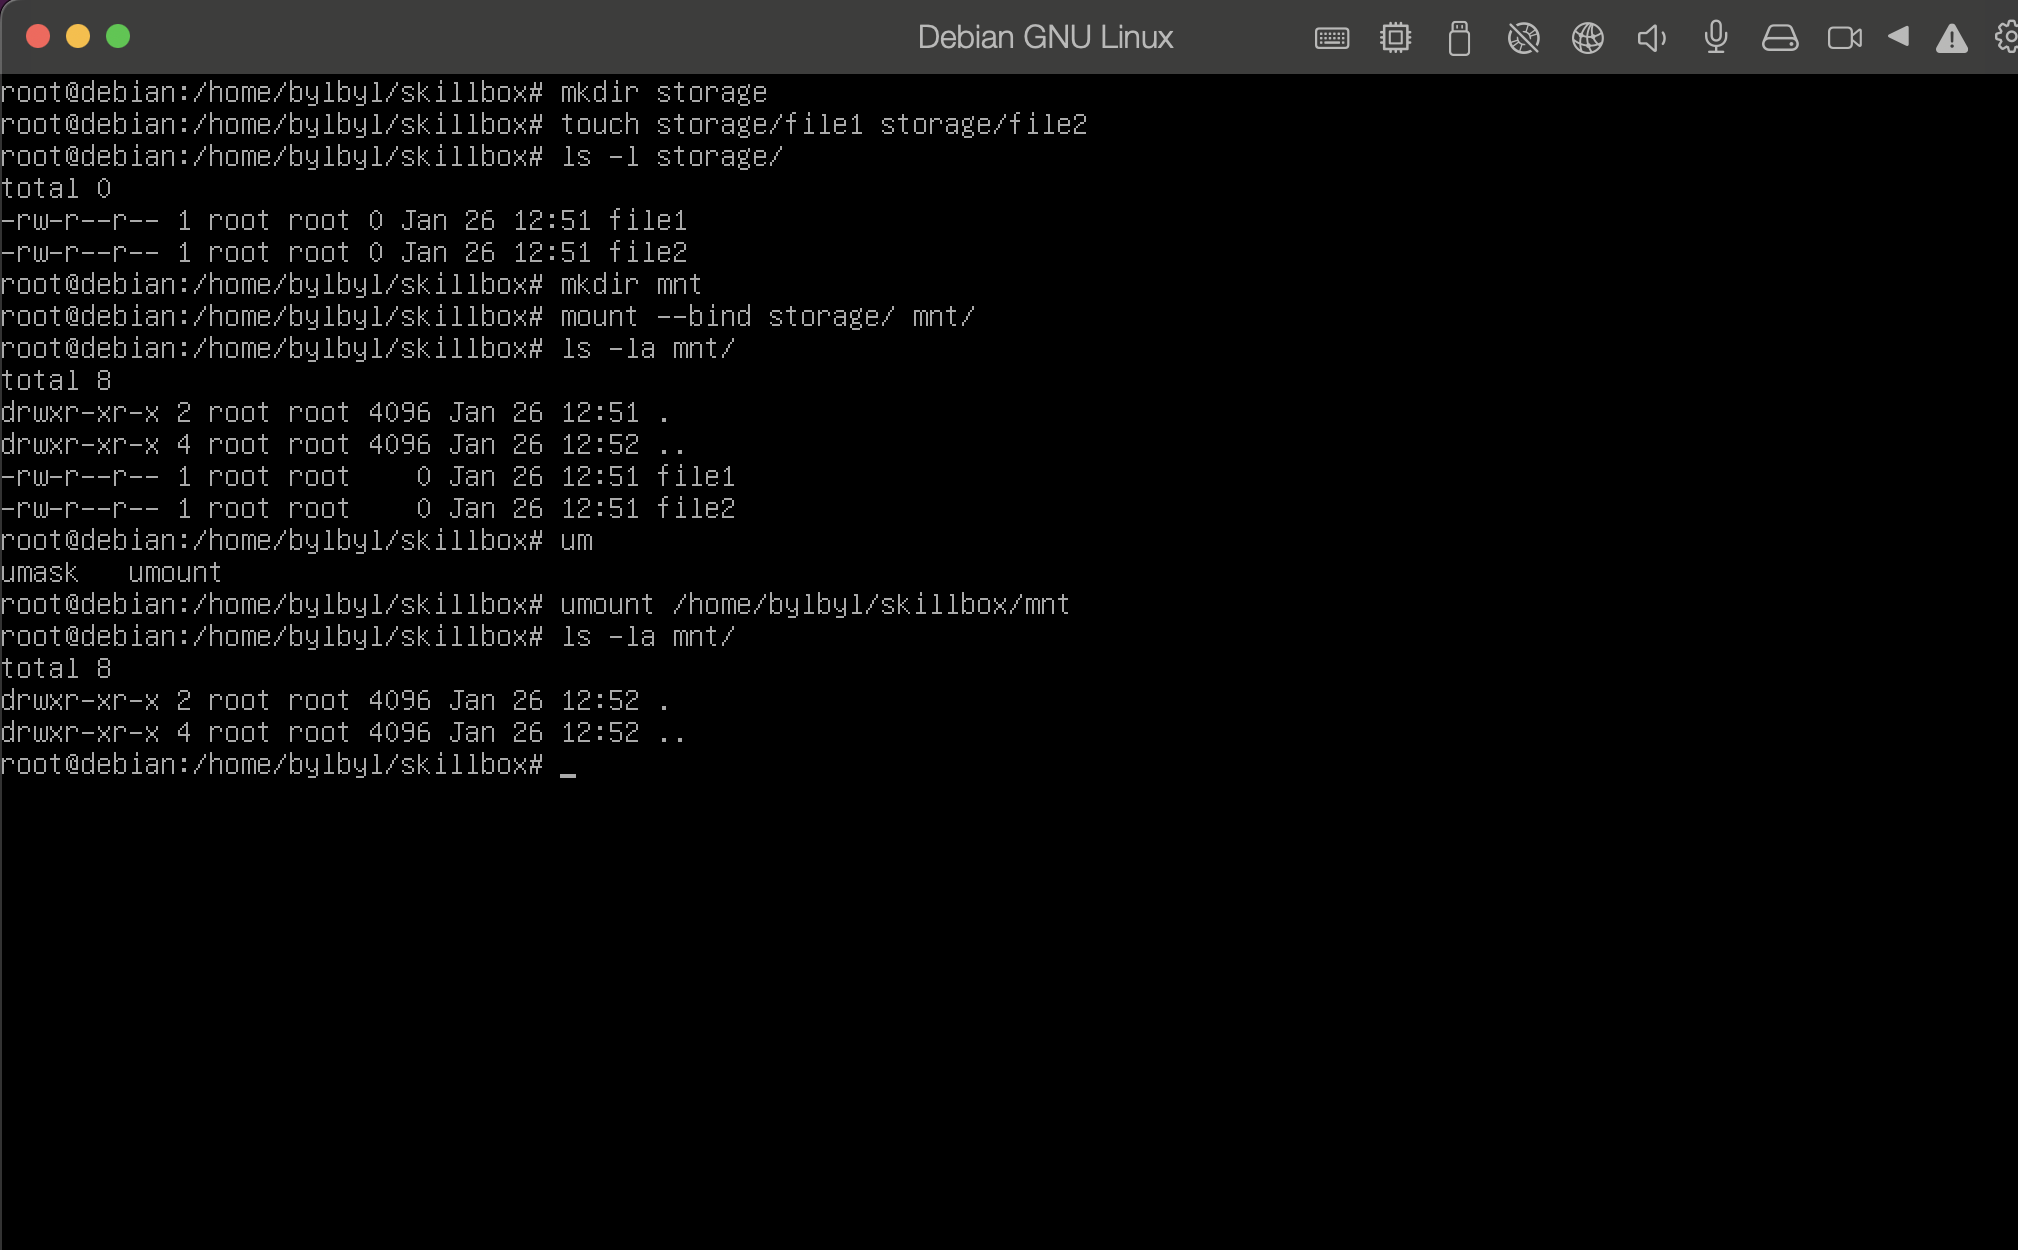 Debian GNU Linux
root@debian:/home/bylbyl/skillbox# mkdir storage
root@debian:/home/bylbyl/skillbox# touch storage/file1 storage/file2
root@debian:/home/bylbyl/skillbox# ls -l storage/
total 0
-rw-r--r-- 1 root root 0 Jan 26 12:51 file1
-rw-r--r-- 1 root root 0 Jan 26 12:51 file2
root@debian:/home/bylbyl/skillbox# mkdir mnt
root@debian:/home/bylbyl/skillbox# mount --bind storage/ mnt/
root@debian:/home/bylbyl/skillbox# ls -la mnt/
total 8
drwxr-xr-x 2 root root 4096 Jan 26 12:51 .
drwxr-xr-x 4 root root 4096 Jan 26 12:52 ..
-rw-r--r-- 1 root root    0 Jan 26 12:51 file1
-rw-r--r-- 1 root root    0 Jan 26 12:51 file2
root@debian:/home/bylbyl/skillbox# um
umask   umount
root@debian:/home/bylbyl/skillbox# umount /home/bylbyl/skillbox/mnt
root@debian:/home/bylbyl/skillbox# ls -la mnt/
total 8
drwxr-xr-x 2 root root 4096 Jan 26 12:52 .
drwxr-xr-x 4 root root 4096 Jan 26 12:52 ..
root@debian:/home/bylbyl/skillbox# _